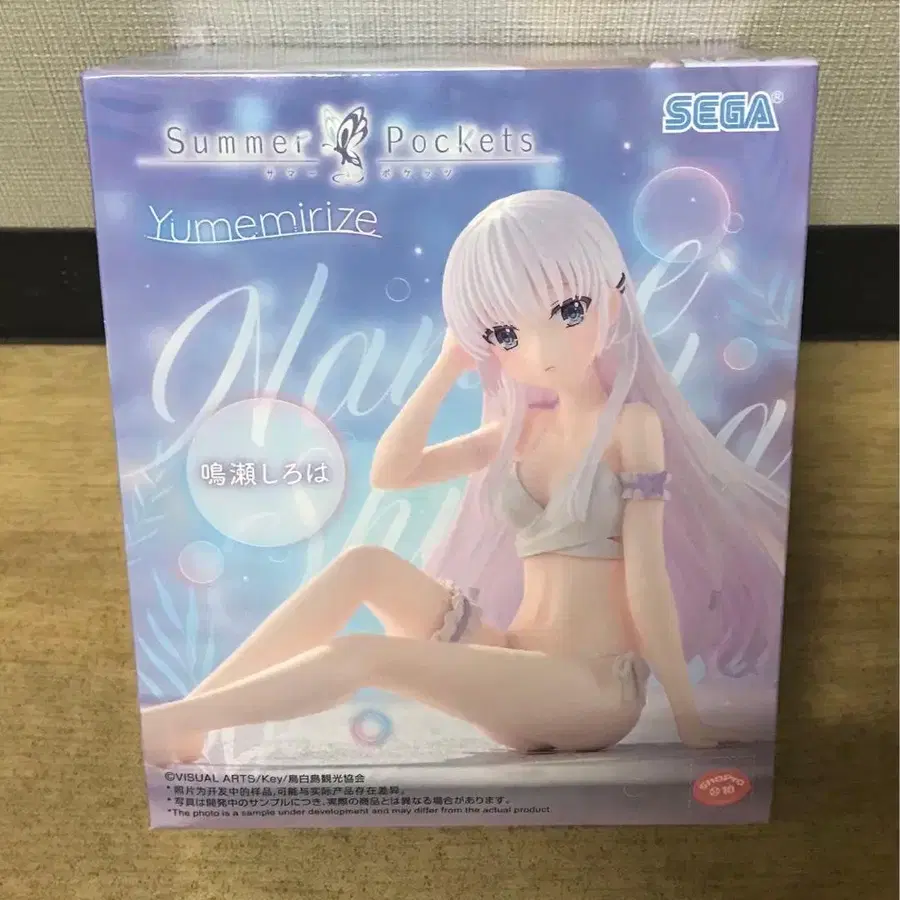 SEGA®
Summer Pockets
サマー ポケッツ
Yumemirize
鳴瀬しろは
©VISUAL ARTS/Key/鳥白島観光協会
*照片为开发中的样品,可能与实际产品存在差异。
*写真は開発中のサンプルにつき、実際の商品とは異なる場合があります。
*The photo is a sample under development and may differ from the actual product.